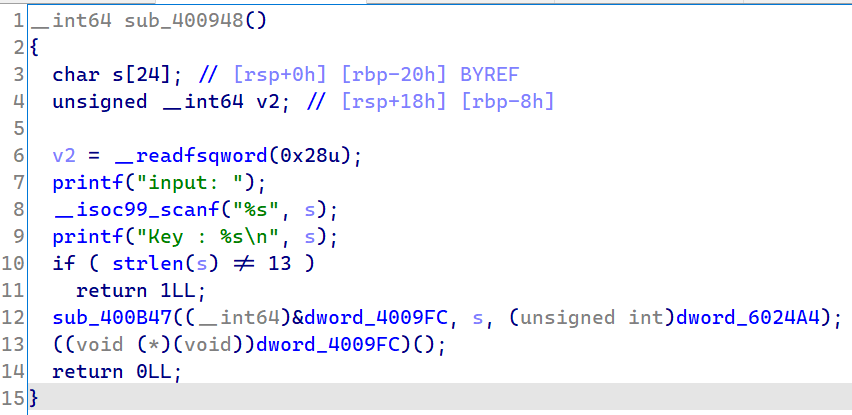 1 __int64 sub_400948()
2 {
3 char s[24]; // [rsp+0h] [rbp-20h] BYREF
4 unsigned __int64 v2; // [rsp+18h] [rbp-8h]
5
6 v2 = __readfsqword(0x28u);
7 printf("input: ");
8 __isoc99_scanf("%s", s);
9 printf("Key : %s\n", s);
10 if ( strlen(s) != 13 )
11 return 1LL;
12 sub_400B47((__int64)&dword_4009FC, s, (unsigned int)dword_6024A4);
13 ((void (*)(void))dword_4009FC)();
14 return 0LL;
15 }